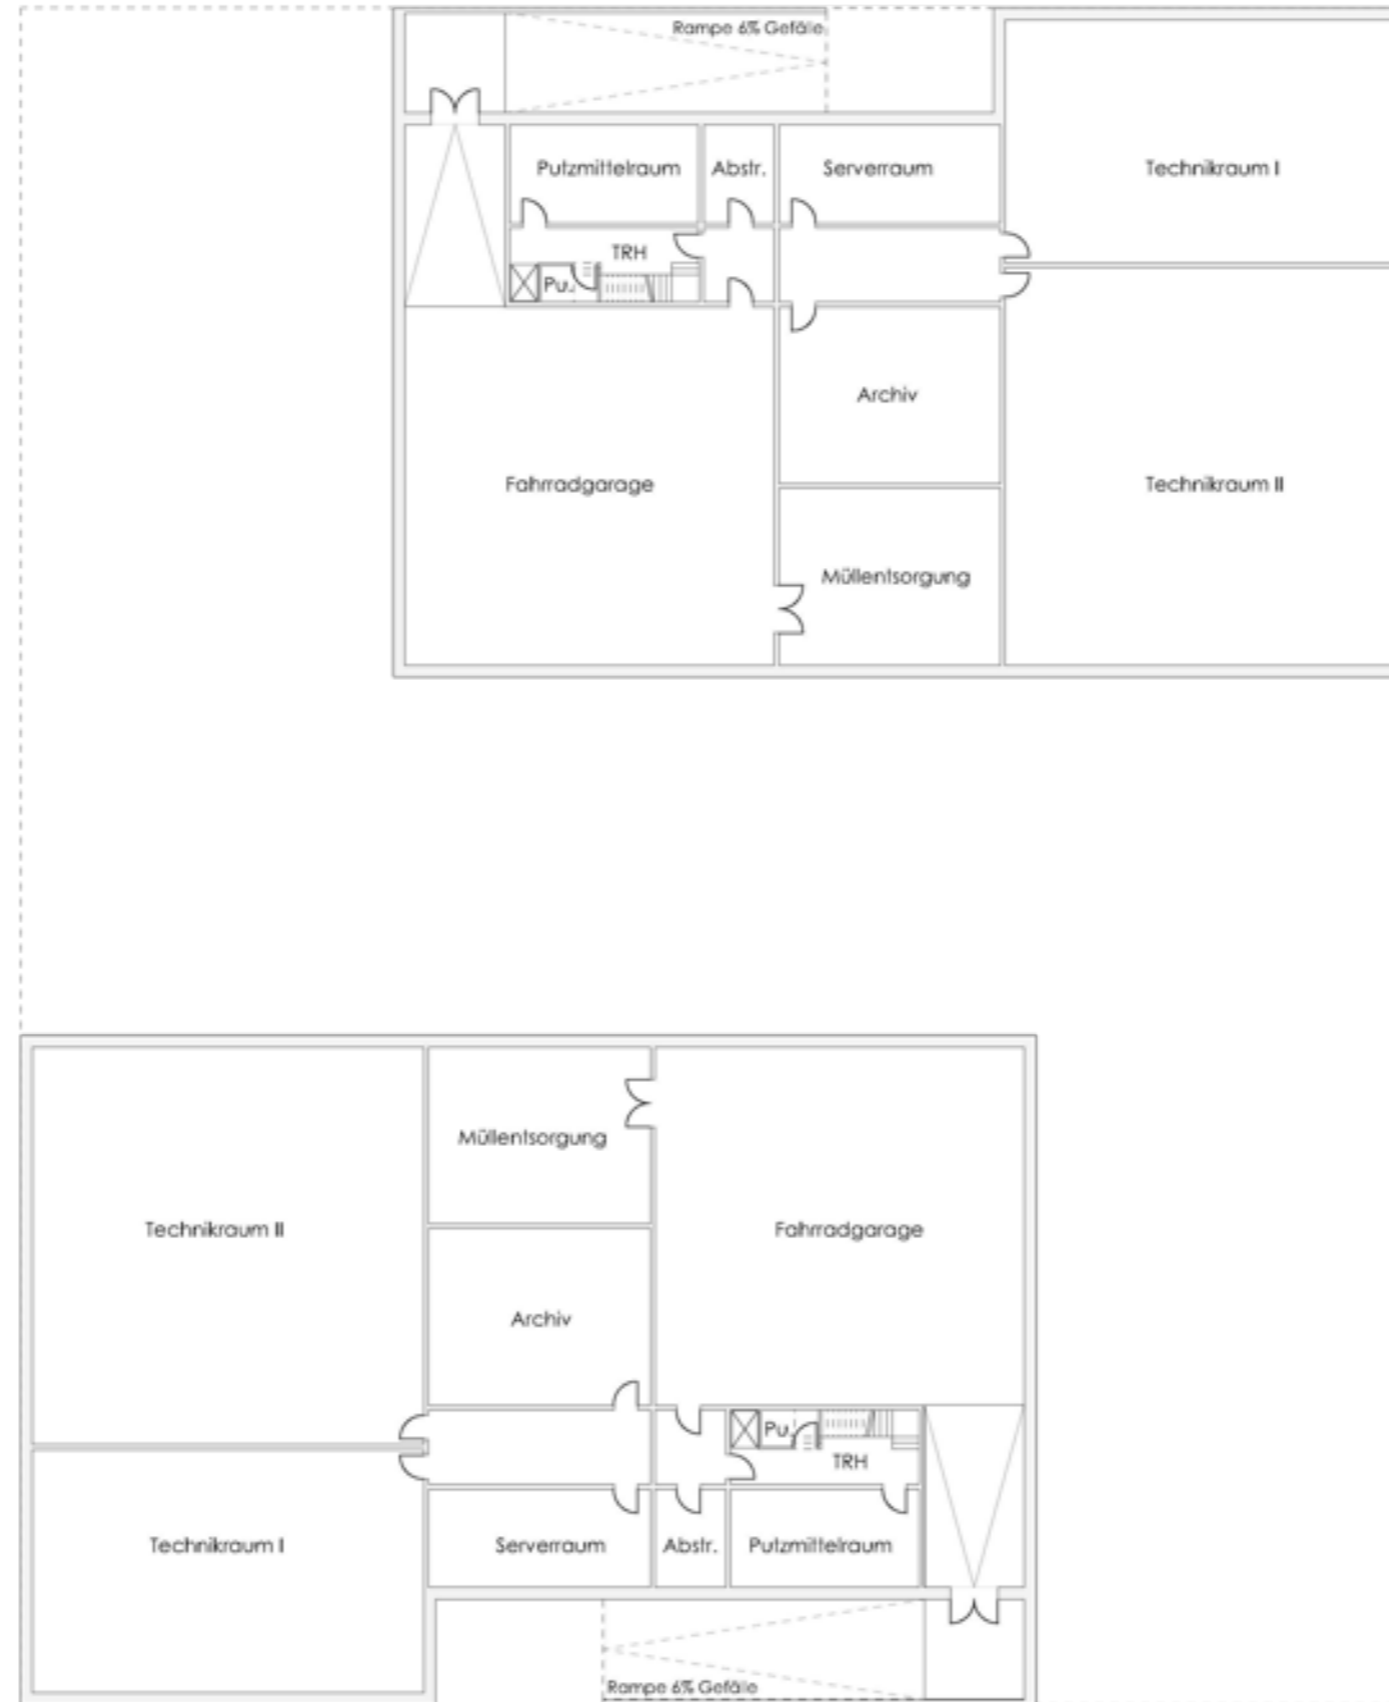 Rampe 6% Gefälle
Putzmittelraum
Abstr.
Serverraum
Technikraum I
TRH
Pu.
Archiv
Fahrradgarage
Technikraum II
Müllentsorgung
Müllentsorgung
Technikraum II
Fahrradgarage
Archiv
Pu.
TRH
Technikraum I
Serverraum
Abstr.
Putzmittelraum
Rampe 6% Gefälle